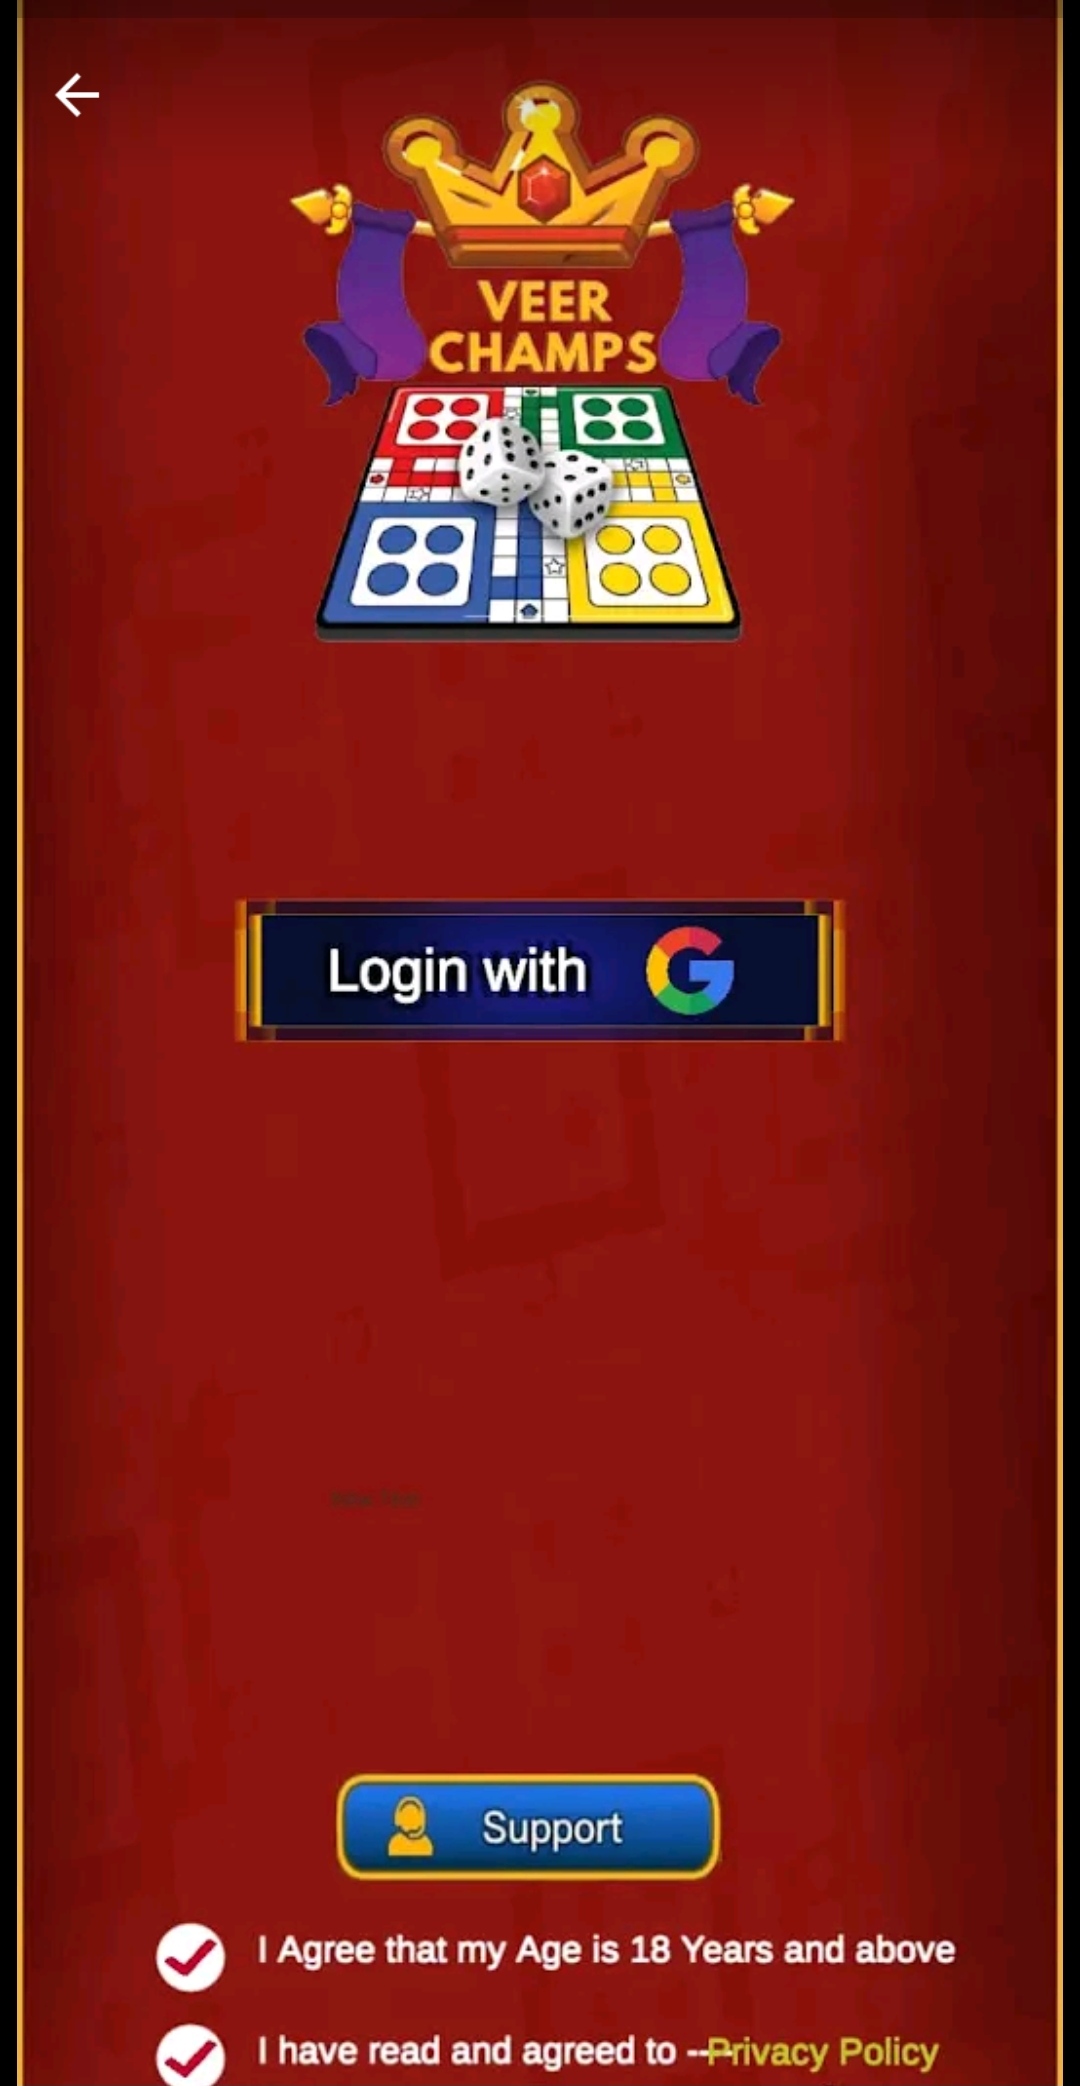 VEER
CHAMPS
Login with
Support
I Agree that my Age is 18 Years and above
I have read and agreed to ---Privacy Policy